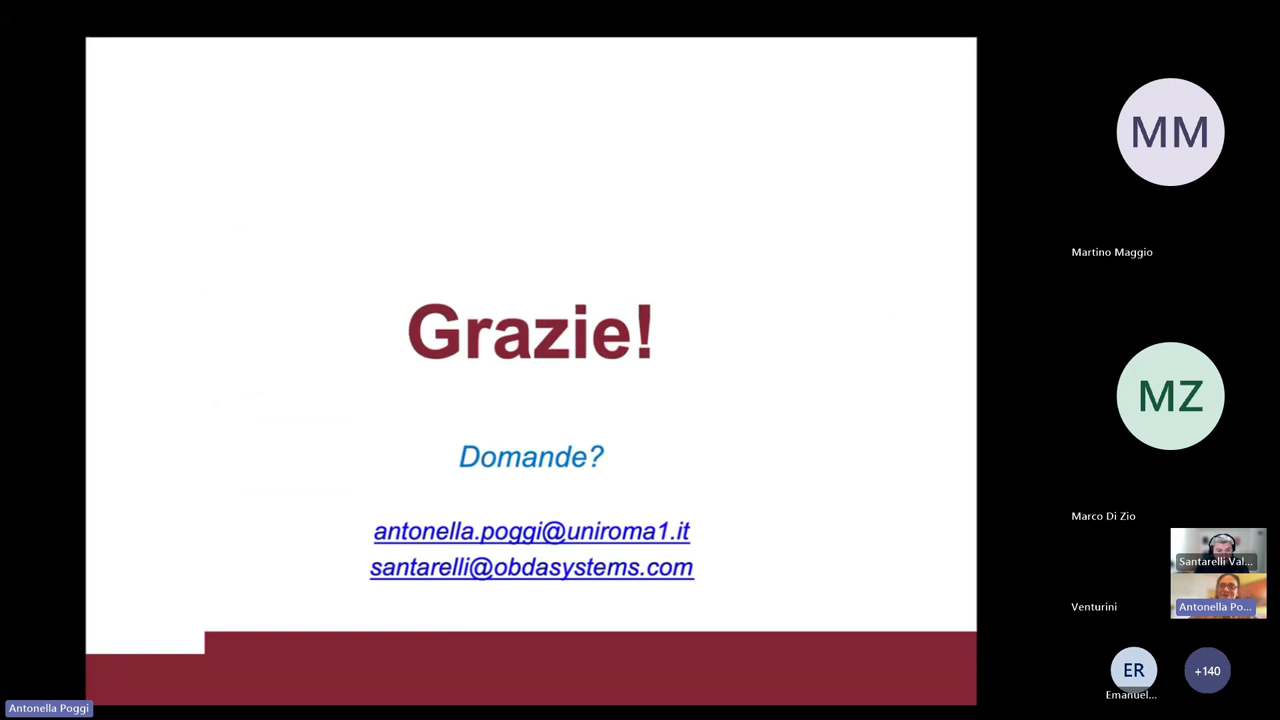 Grazie!
Domande?
antonella.poggi@uniroma1.it
santarelli@obdasystems.com
MM
Martino Maggio
MZ
Marco Di Zio
Santarelli Val...
Venturini
Antonella Po...
ER
+140
Emanuel...
Antonella Poggi